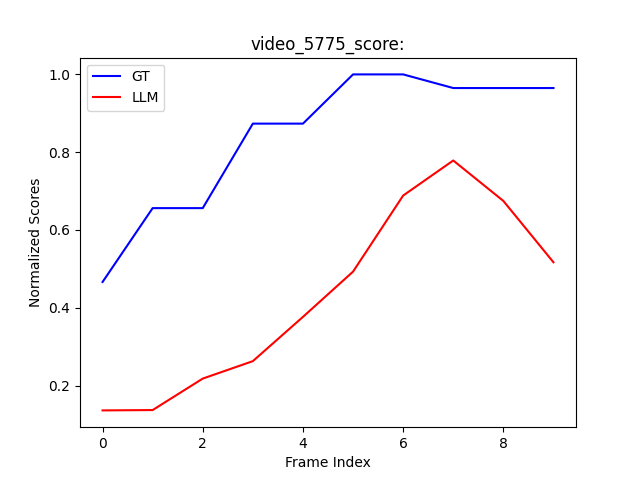 video_5775_score:
GT
LLM
Normalized Scores
1.0
0.8
0.6
0.4
0.2
0 2 4 6 8
Frame Index